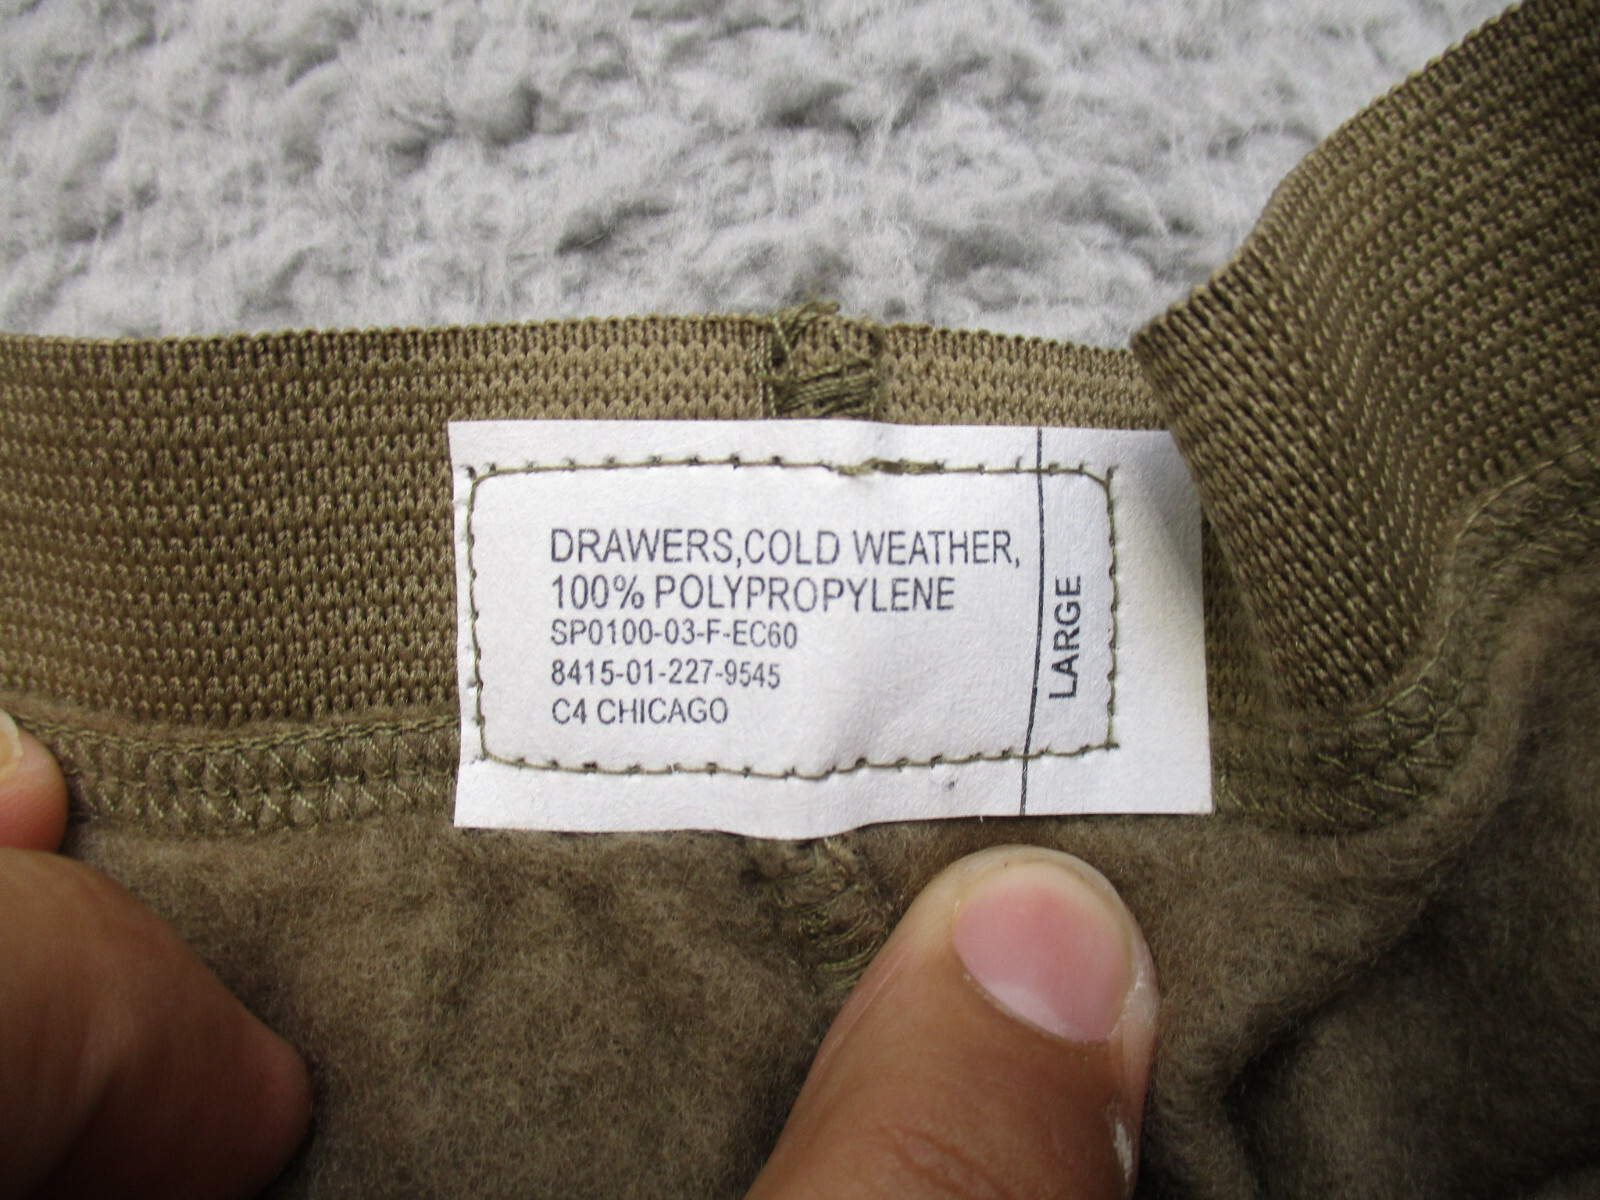 DRAWERS,COLD WEATHER,
100% POLYPROPYLENE
SP0100-03-F-EC60
8415-01-227-9545
C4 CHICAGO
LARGE